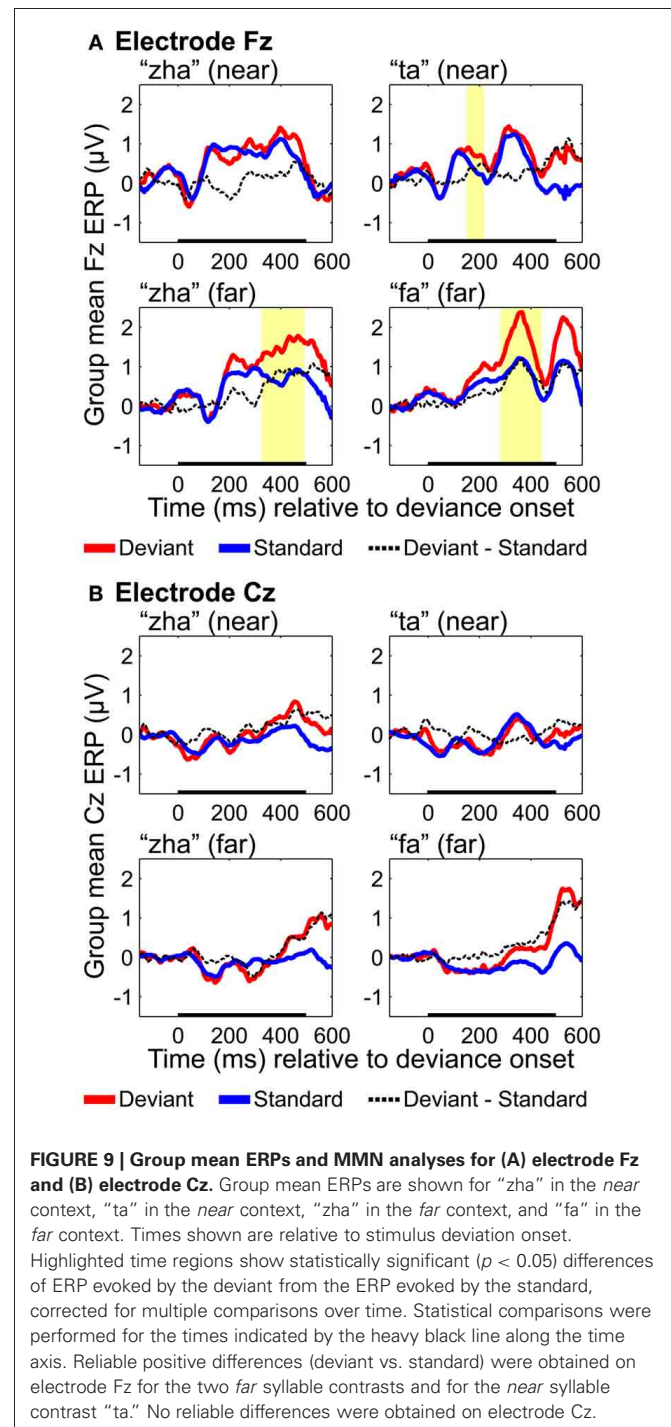 A Electrode Fz
"zha" (near)
"ta" (near)
2
1
0
-1
0 200 400 600
0 200 400 600
"zha" (far)
"fa" (far)
2
1
0
-1
0 200 400 600
0 200 400 600
Group mean Fz ERP (µV)
Time (ms) relative to deviance onset
Deviant Standard Deviant - Standard
B Electrode Cz
"zha" (near)
"ta" (near)
2
1
0
-1
0 200 400 600
0 200 400 600
"zha" (far)
"fa" (far)
2
1
0
-1
0 200 400 600
0 200 400 600
Group mean Cz ERP (µV)
Time (ms) relative to deviance onset
Deviant Standard Deviant - Standard
FIGURE 9 | Group mean ERPs and MMN analyses for (A) electrode Fz
and (B) electrode Cz. Group mean ERPs are shown for “zha” in the near
context, “ta” in the near context, “zha” in the far context, and “fa” in the
far context. Times shown are relative to stimulus deviation onset.
Highlighted time regions show statistically significant (p < 0.05) differences
of ERP evoked by the deviant from the ERP evoked by the standard,
corrected for multiple comparisons over time. Statistical comparisons were
performed for the times indicated by the heavy black line along the time
axis. Reliable positive differences (deviant vs. standard) were obtained on
electrode Fz for the two far syllable contrasts and for the near syllable
contrast “ta.” No reliable differences were obtained on electrode Cz.